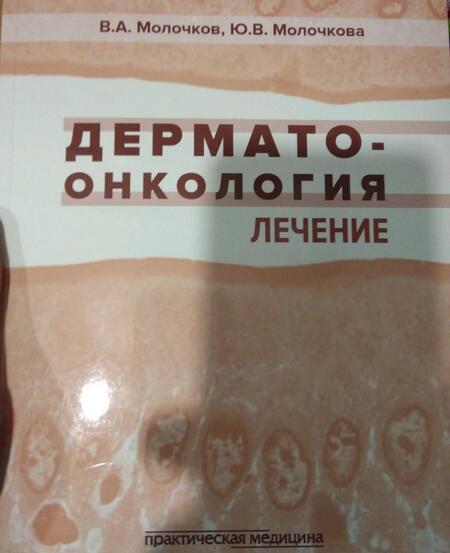 В.А. Молочков, Ю.В. Молочкова
ДЕРМАТО-
ОНКОЛОГИЯ
ЛЕЧЕНИЕ
практическая медицина